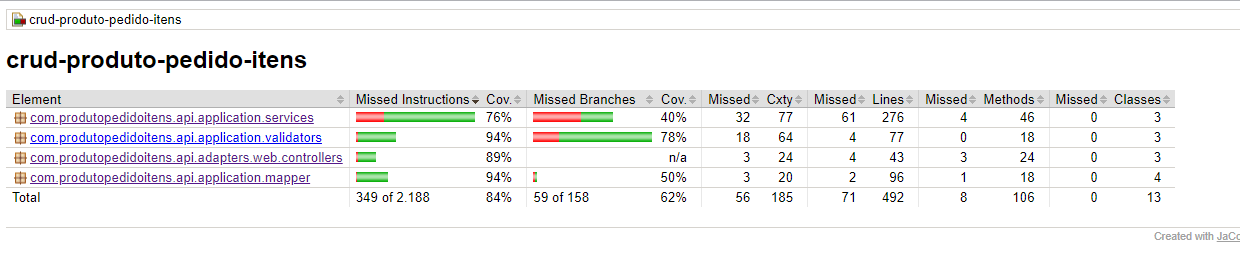 crud-produto-pedido-itens
crud-produto-pedido-itens
Element Missed Instructions Cov. Missed Branches Cov. Missed Cxty Missed Lines Missed Methods Missed Classes
com.produtopedidoitens.api.application.services 76% 40% 32 77 61 276 4 46 0 3
com.produtopedidoitens.api.application.validators 94% 78% 18 64 4 77 0 18 0 3
com.produtopedidoitens.api.adapters.web.controllers 89% n/a 3 24 4 43 3 24 0 3
com.produtopedidoitens.api.application.mapper 94% 50% 3 20 2 96 1 18 0 4
Total 349 of 2.188 84% 59 of 158 62% 56 185 71 492 8 106 0 13
Created with JaCo